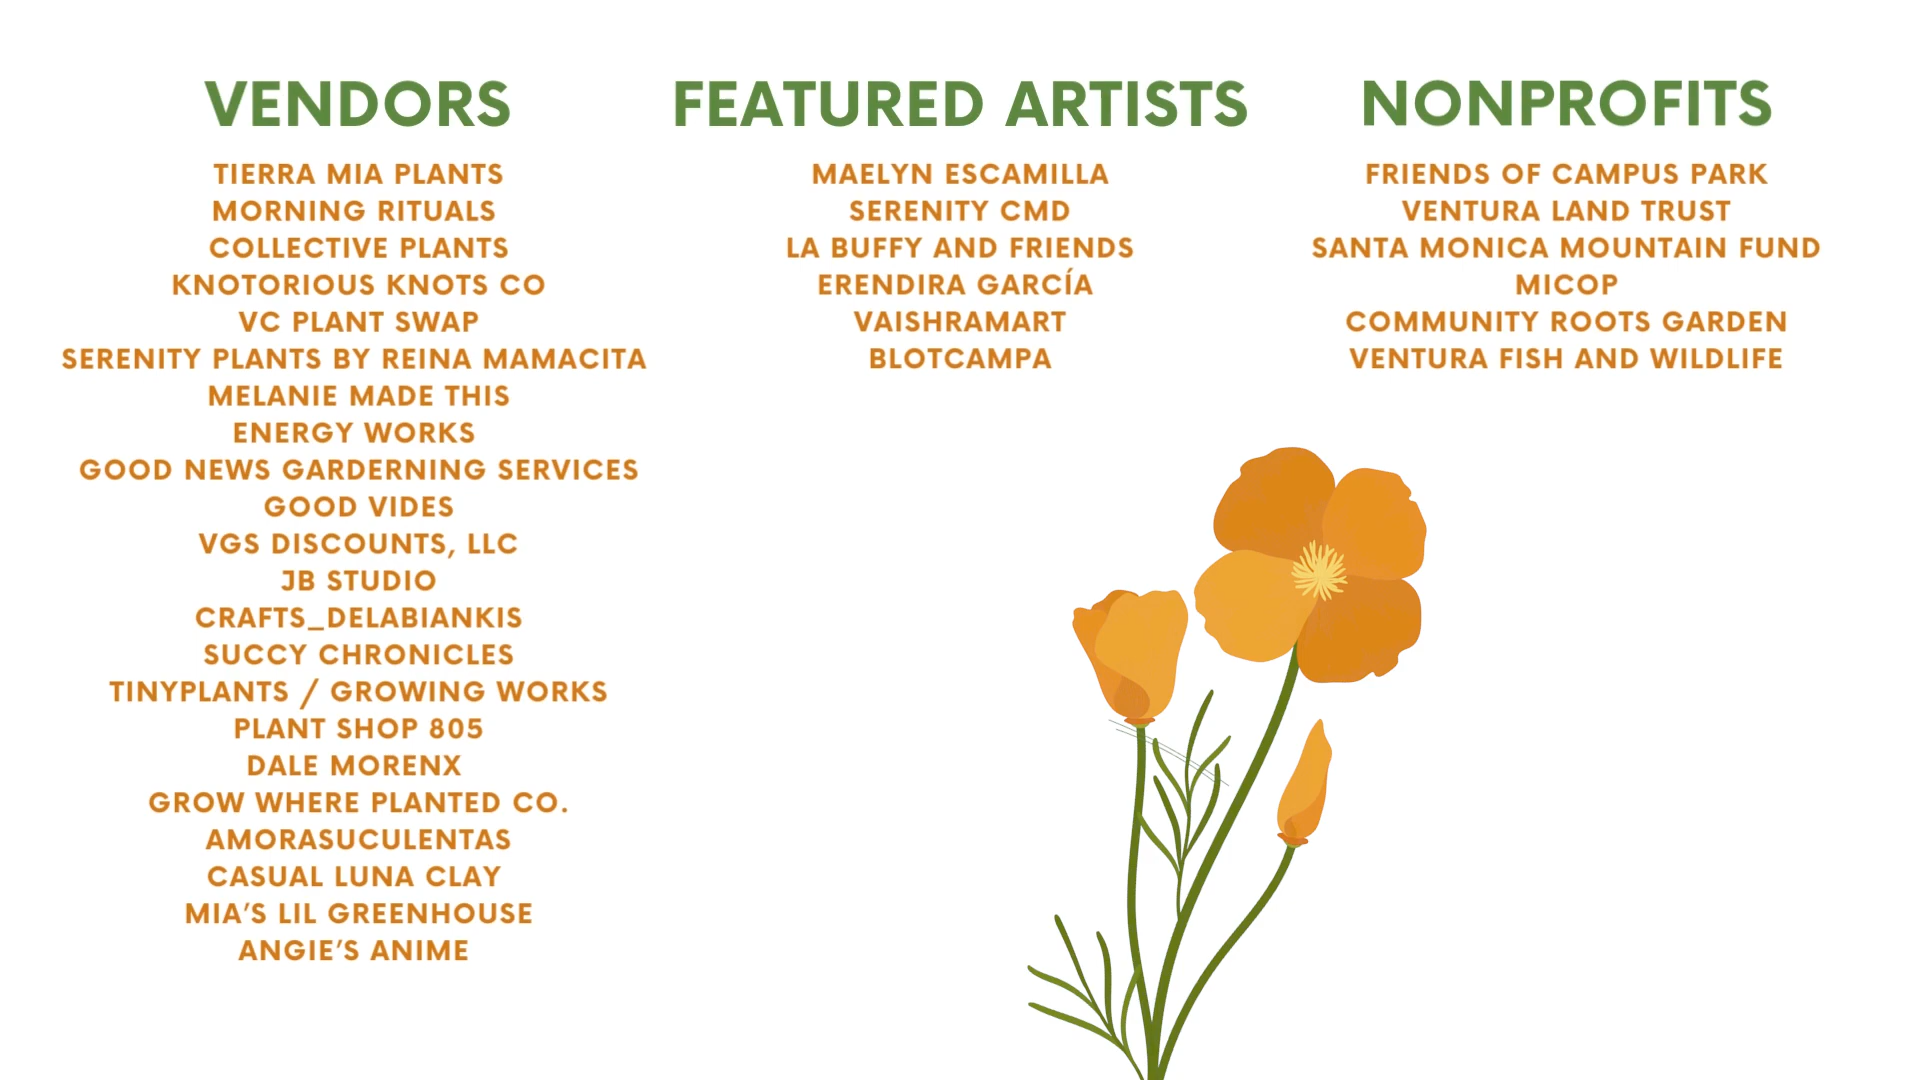 VENDORS
TIERRA MIA PLANTS
MORNING RITUALS
COLLECTIVE PLANTS
KNOTORIOUS KNOTS CO
VC PLANT SWAP
SERENITY PLANTS BY REINA MAMACITA
MELANIE MADE THIS
ENERGY WORKS
GOOD NEWS GARDERNING SERVICES
GOOD VIDES
VGS DISCOUNTS, LLC
JB STUDIO
CRAFTS_DELABIANKIS
SUCCY CHRONICLES
TINYPLANTS / GROWING WORKS
PLANT SHOP 805
DALE MORENX
GROW WHERE PLANTED CO.
AMORASUCULENTAS
CASUAL LUNA CLAY
MIA’S LIL GREENHOUSE
ANGIE’S ANIME
FEATURED ARTISTS
MAELYN ESCAMILLA
SERENITY CMD
LA BUFFY AND FRIENDS
ERENDIRA GARCÍA
VAISHRAMART
BLOTCAMPA
NONPROFITS
FRIENDS OF CAMPUS PARK
VENTURA LAND TRUST
SANTA MONICA MOUNTAIN FUND
MICOP
COMMUNITY ROOTS GARDEN
VENTURA FISH AND WILDLIFE